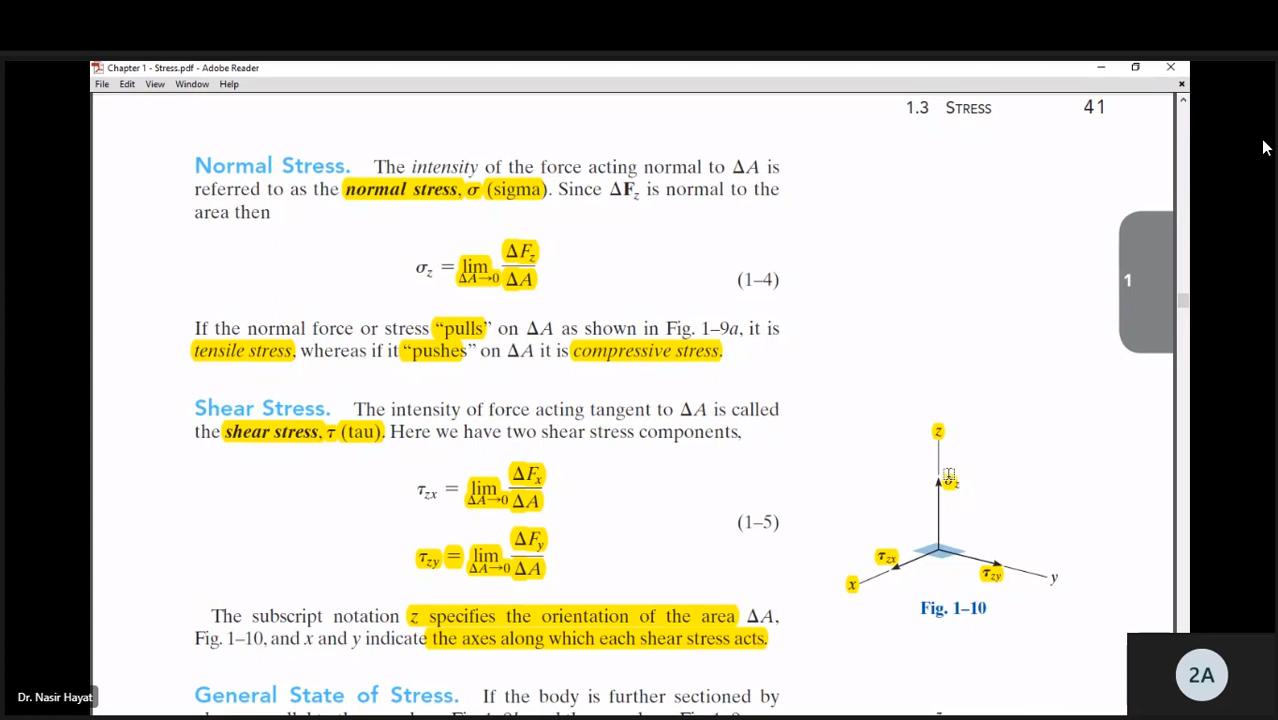 Chapter 1 - Stress.pdf - Adobe Reader
File Edit View Window Help
1.3 STRESS 41
Normal Stress. The intensity of the force acting normal to ΔA is
referred to as the normal stress, σ (sigma). Since ΔFz is normal to the
area then
σz = lim ΔA→0 ΔFz / ΔA (1–4)
If the normal force or stress “pulls” on ΔA as shown in Fig. 1–9a, it is
tensile stress, whereas if it “pushes” on ΔA it is compressive stress.
1
Shear Stress. The intensity of force acting tangent to ΔA is called
the shear stress, τ (tau). Here we have two shear stress components,
τzx = lim ΔA→0 ΔFx / ΔA
(1–5)
τzy = lim ΔA→0 ΔFy / ΔA
The subscript notation z specifies the orientation of the area ΔA,
Fig. 1–10, and x and y indicate the axes along which each shear stress acts.
z
σz
τzx
τzy
x
y
Fig. 1–10
General State of Stress. If the body is further sectioned by
Dr. Nasir Hayat
2A